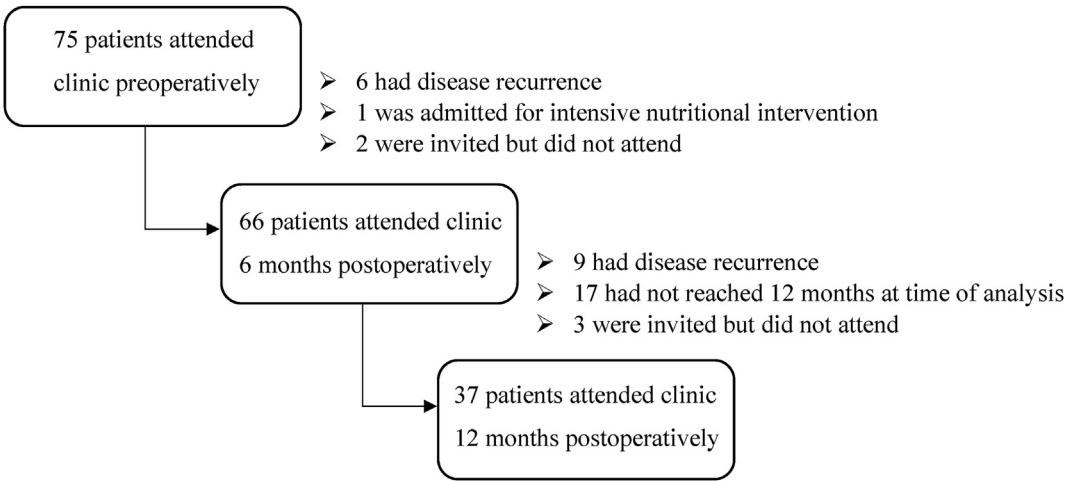 75 patients attended
clinic preoperatively
➢ 6 had disease recurrence
➢ 1 was admitted for intensive nutritional intervention
➢ 2 were invited but did not attend
66 patients attended clinic
6 months postoperatively
➢ 9 had disease recurrence
➢ 17 had not reached 12 months at time of analysis
➢ 3 were invited but did not attend
37 patients attended clinic
12 months postoperatively